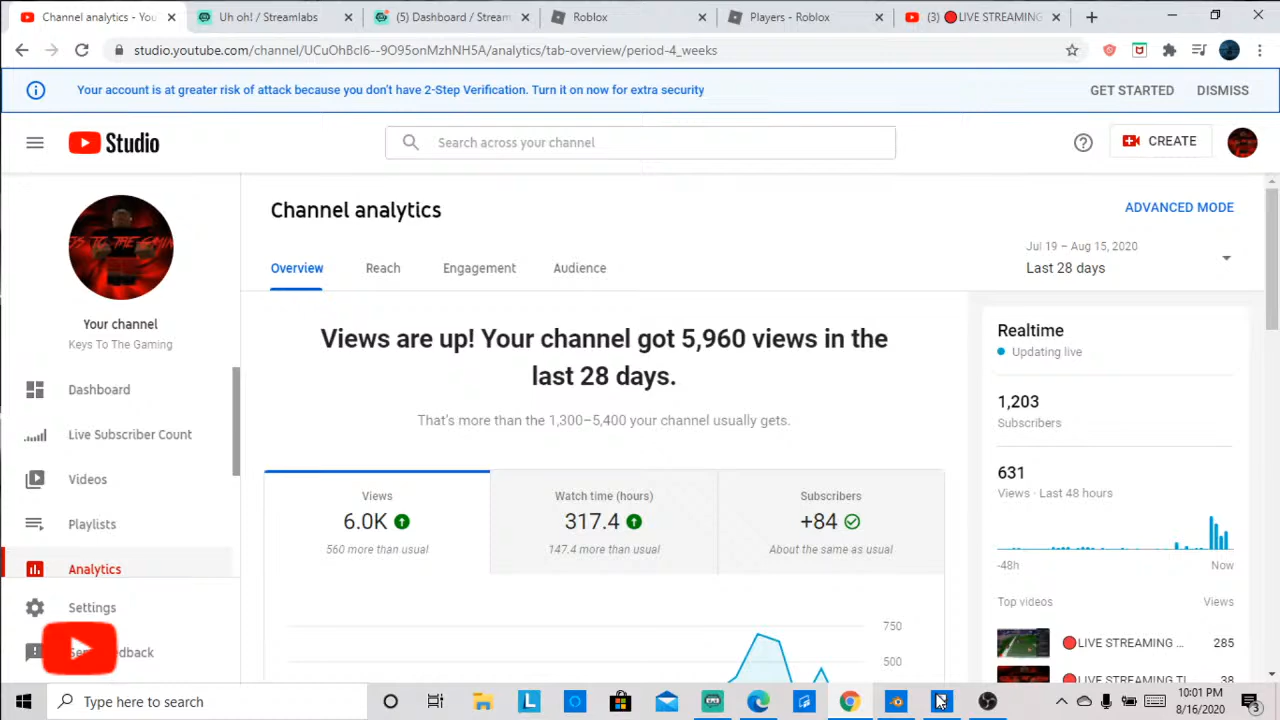 Channel analytics - You
Uh oh! / Streamlabs
(5) Dashboard / Stream
Roblox
Players - Roblox
(3) 🔴LIVE STREAMING
studio.youtube.com/channel/UCuOhBcl6--9O95onMzhNH5A/analytics/tab-overview/period-4_weeks
Your account is at greater risk of attack because you don't have 2-Step Verification. Turn it on now for extra security
GET STARTED
DISMISS
Studio
Search across your channel
CREATE
Channel analytics
ADVANCED MODE
Jul 19 – Aug 15, 2020
Last 28 days
Overview
Reach
Engagement
Audience
Your channel
Keys To The Gaming
Dashboard
Live Subscriber Count
Videos
Playlists
Analytics
Settings
Views are up! Your channel got 5,960 views in the
last 28 days.
That's more than the 1,300–5,400 your channel usually gets.
Views
6.0K
560 more than usual
Watch time (hours)
317.4
147.4 more than usual
Subscribers
+84
About the same as usual
750
500
Realtime
Updating live
1,203
Subscribers
631
Views · Last 48 hours
-48h
Now
Top videos
Views
🔴LIVE STREAMING ...
285
🔴LIVE STREAMING TI
38
Type here to search
10:01 PM
8/16/2020
3